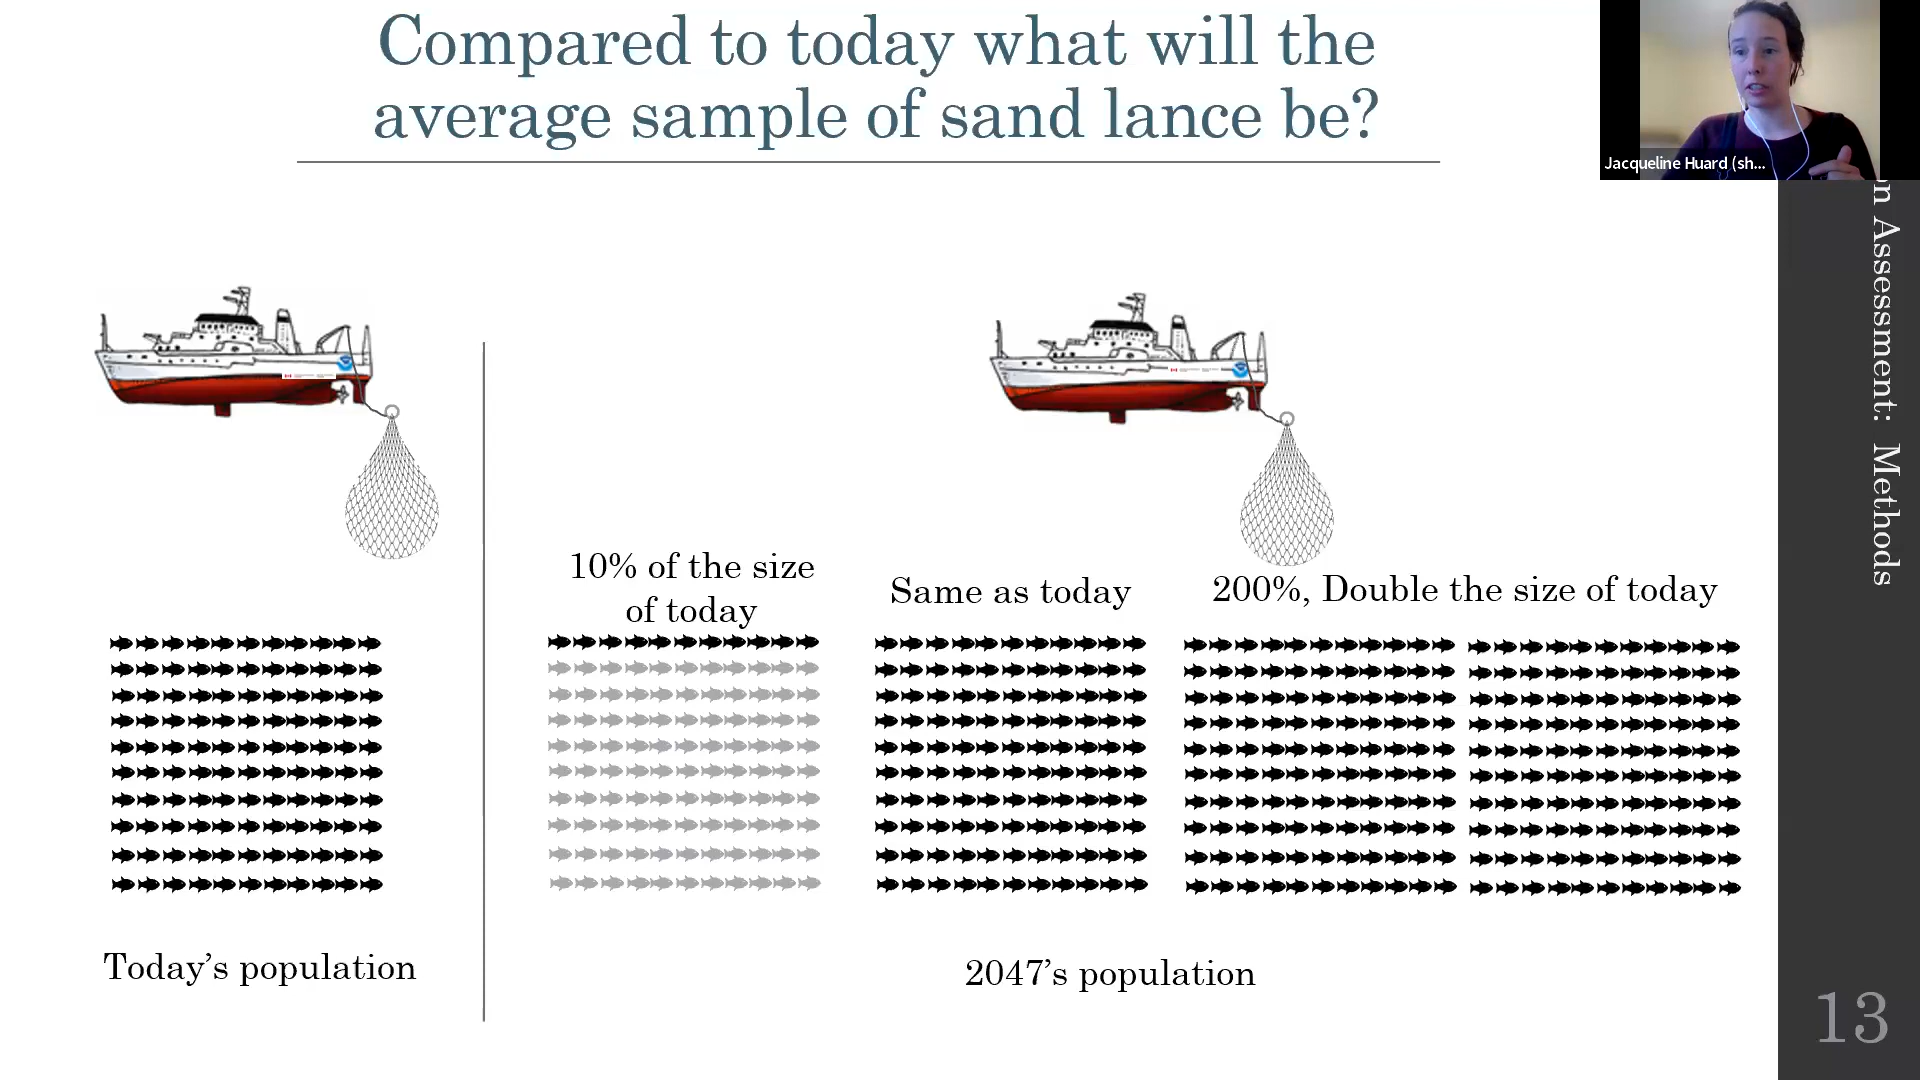 Compared to today what will the
average sample of sand lance be?
Jacqueline Huard (sh...
on Assessment: Methods
10% of the size
of today
Same as today
200%, Double the size of today
Today's population
2047's population
13